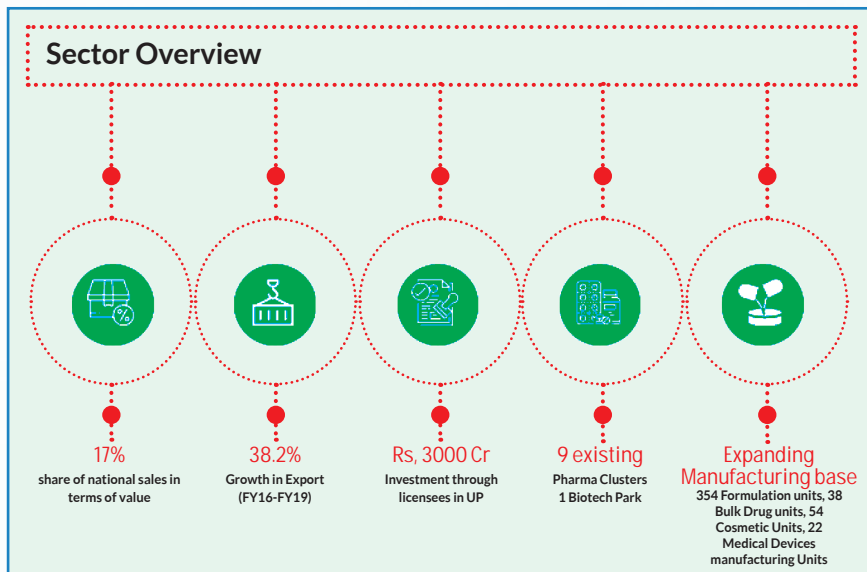 Sector Overview
%
17%
share of national sales in
terms of value
38.2%
Growth in Export
(FY16-FY19)
Rs, 3000 Cr
Investment through
licensees in UP
9 existing
Pharma Clusters
1 Biotech Park
Expanding
Manufacturing base
354 Formulation units, 38
Bulk Drug units, 54
Cosmetic Units, 22
Medical Devices
manufacturing Units